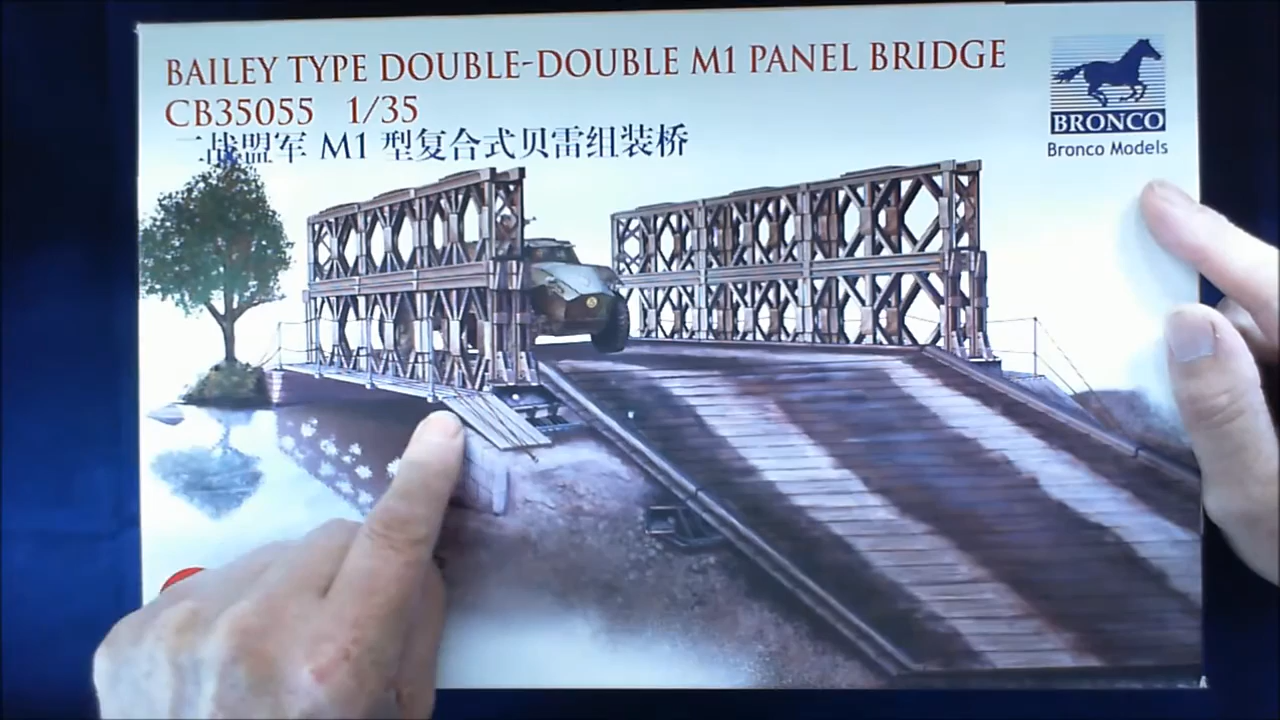 BAILEY TYPE DOUBLE-DOUBLE M1 PANEL BRIDGE
CB35055 1/35
二战盟军 M1 型复合式贝雷组装桥
BRONCO
Bronco Models